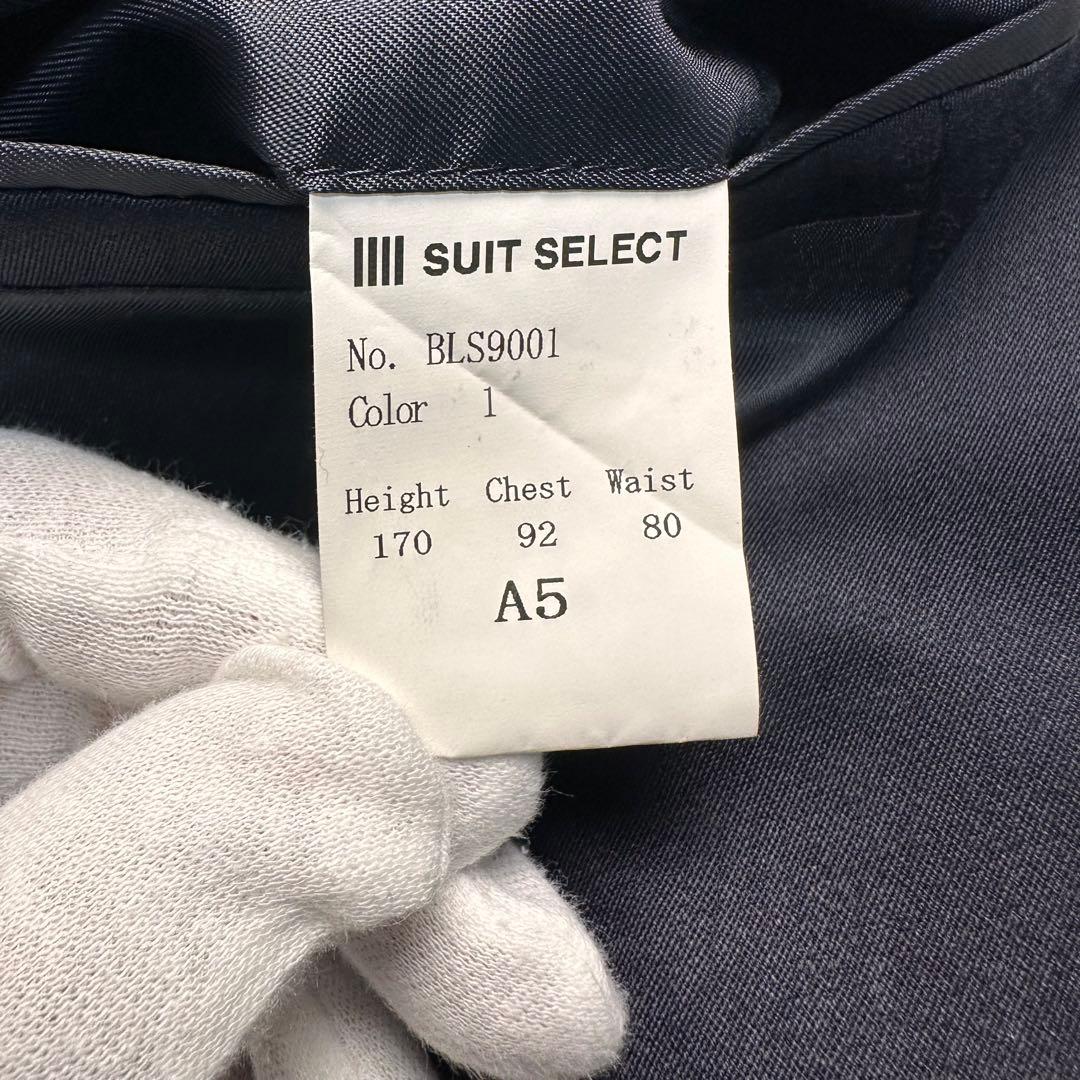 SUIT SELECT
No. BLS9001
Color 1
Height Chest Waist
170 92 80
A5